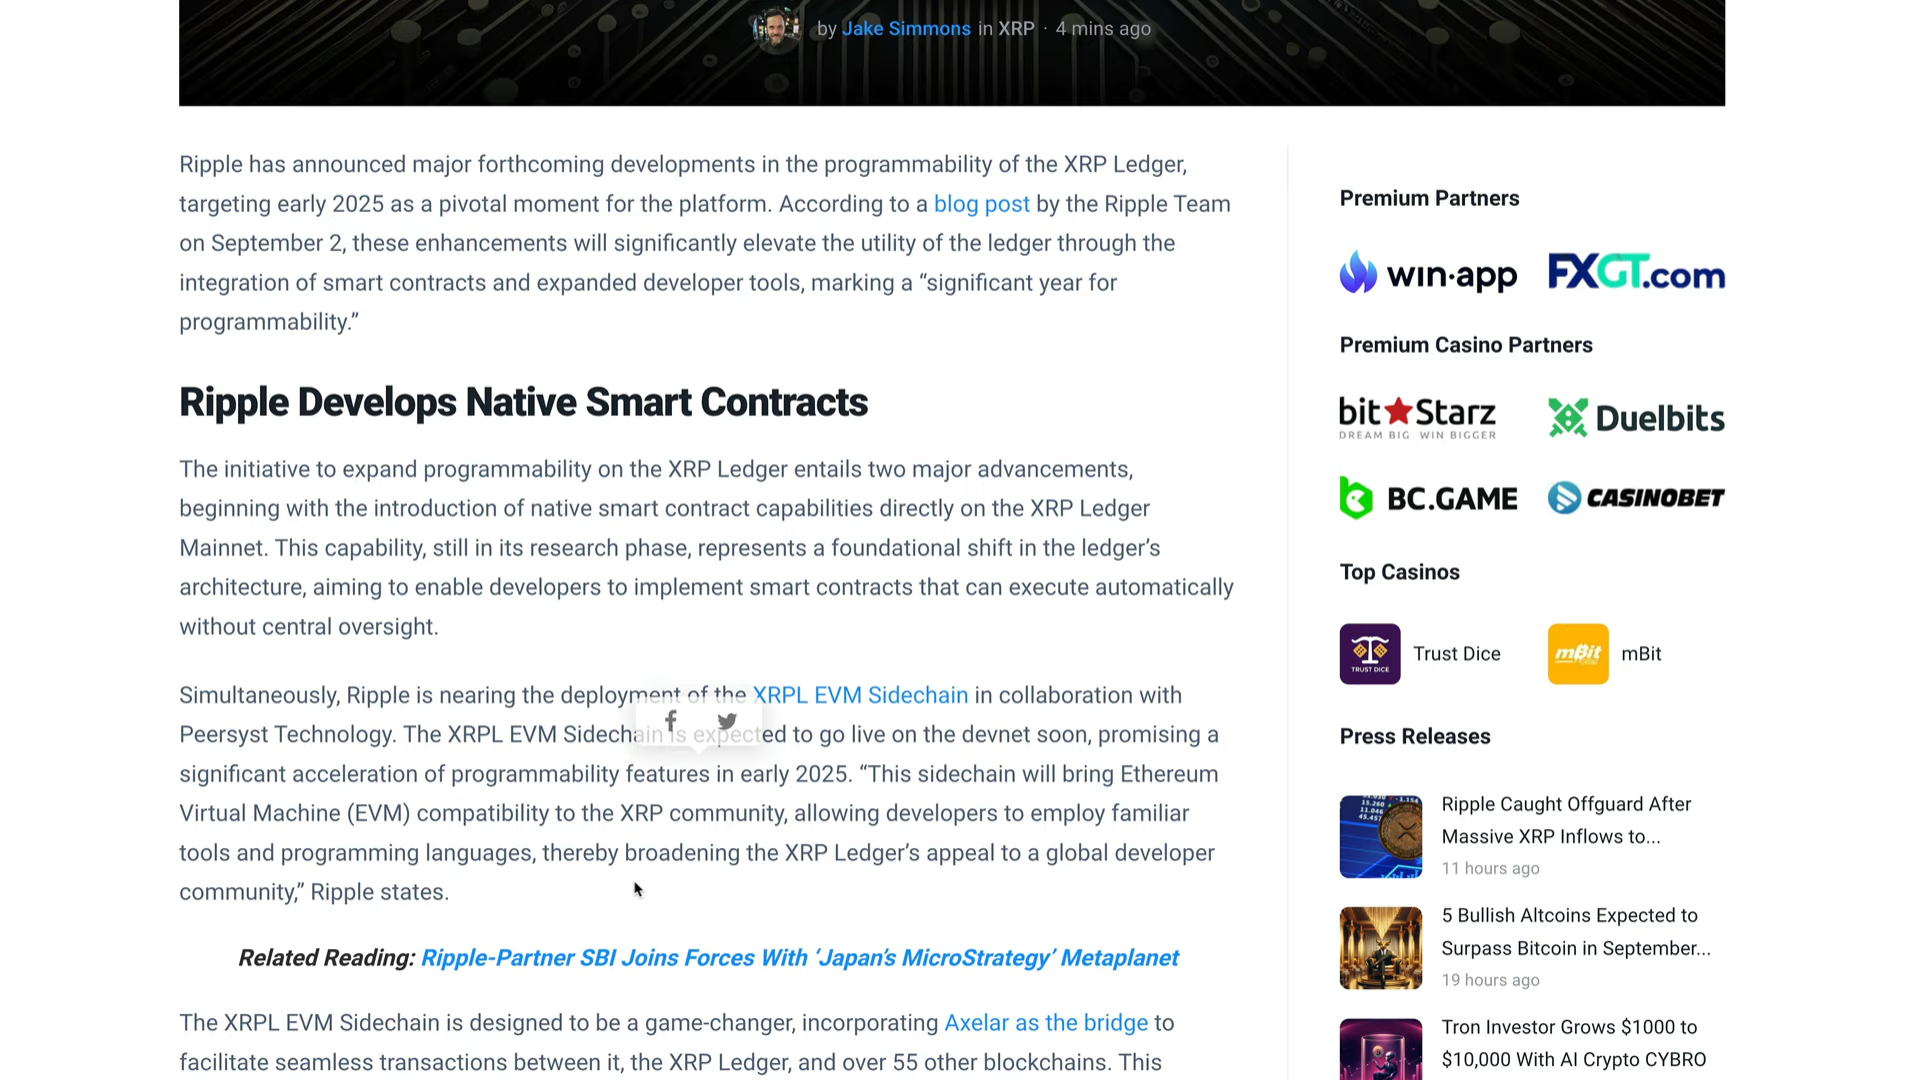 by Jake Simmons in XRP · 4 mins ago
Ripple has announced major forthcoming developments in the programmability of the XRP Ledger,
targeting early 2025 as a pivotal moment for the platform. According to a blog post by the Ripple Team
on September 2, these enhancements will significantly elevate the utility of the ledger through the
integration of smart contracts and expanded developer tools, marking a “significant year for
programmability.”
Ripple Develops Native Smart Contracts
The initiative to expand programmability on the XRP Ledger entails two major advancements,
beginning with the introduction of native smart contract capabilities directly on the XRP Ledger
Mainnet. This capability, still in its research phase, represents a foundational shift in the ledger’s
architecture, aiming to enable developers to implement smart contracts that can execute automatically
without central oversight.
Simultaneously, Ripple is nearing the deployment of the XRPL EVM Sidechain in collaboration with
Peersyst Technology. The XRPL EVM Sidechain is expected to go live on the devnet soon, promising a
significant acceleration of programmability features in early 2025. “This sidechain will bring Ethereum
Virtual Machine (EVM) compatibility to the XRP community, allowing developers to employ familiar
tools and programming languages, thereby broadening the XRP Ledger’s appeal to a global developer
community,” Ripple states.
Related Reading: Ripple-Partner SBI Joins Forces With ‘Japan’s MicroStrategy’ Metaplanet
The XRPL EVM Sidechain is designed to be a game-changer, incorporating Axelar as the bridge to
facilitate seamless transactions between it, the XRP Ledger, and over 55 other blockchains. This
Premium Partners
win·app
FXGT.com
Premium Casino Partners
bitStarz
DREAM BIG WIN BIGGER
Duelbits
BC.GAME
CASINOBET
Top Casinos
TRUST DICE
Trust Dice
mBit
mBit
Press Releases
Ripple Caught Offguard After
Massive XRP Inflows to...
11 hours ago
5 Bullish Altcoins Expected to
Surpass Bitcoin in September...
19 hours ago
Tron Investor Grows $1000 to
$10,000 With AI Crypto CYBRO